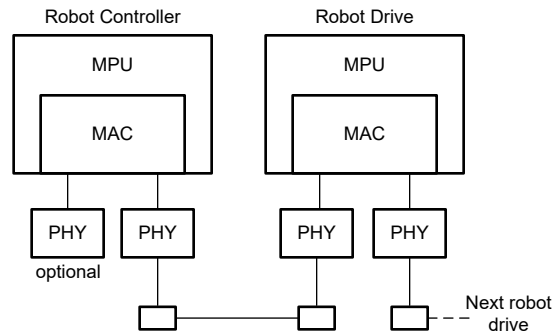 Robot Controller
Robot Drive
MPU
MPU
MAC
MAC
PHY
PHY
PHY
PHY
optional
Next robot
drive